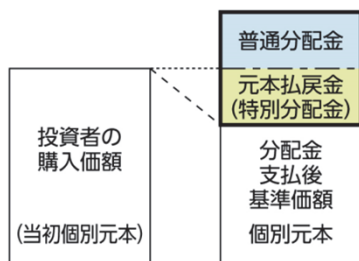 普通分配金
元本払戻金
(特別分配金)
投資者の
購入価額
(当初個別元本)
分配金
支払後
基準価額
個別元本